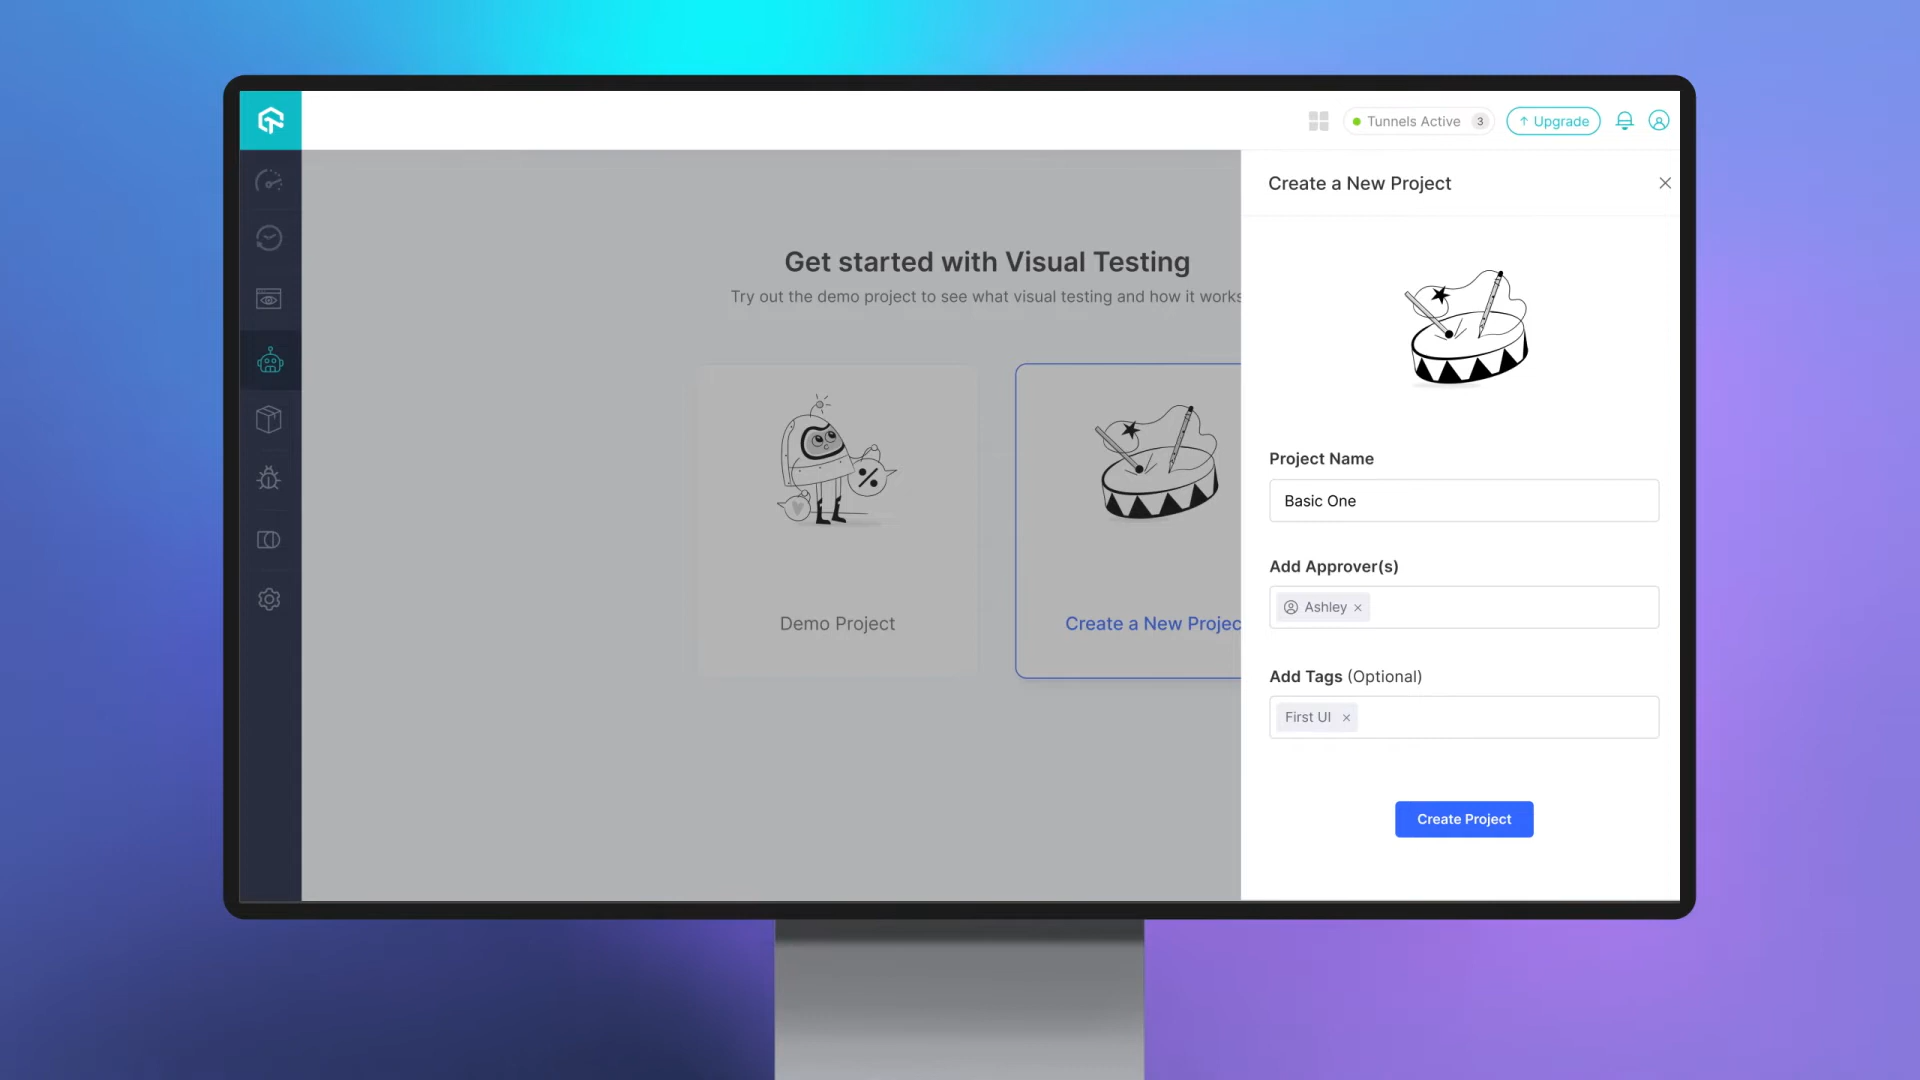 Tunnels Active 3
↑ Upgrade
Get started with Visual Testing
Try out the demo project to see what visual testing and how it works
%
Demo Project
Create a New Projec
Create a New Project
Project Name
Basic One
Add Approver(s)
Ashley ×
Add Tags (Optional)
First UI ×
Create Project